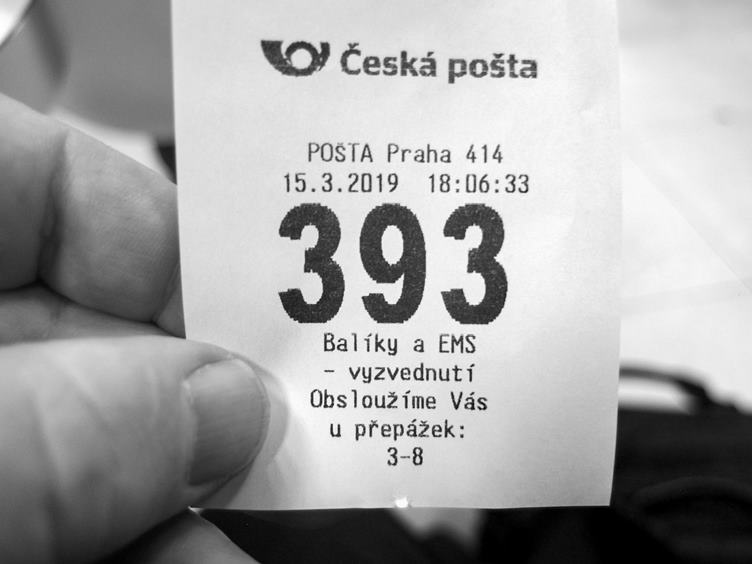 Česká pošta
POŠTA Praha 414
15.3.2019 18:06:33
393
Balíky a EMS
- vyzvednutí
Obsloužíme Vás
u přepážek:
3-8